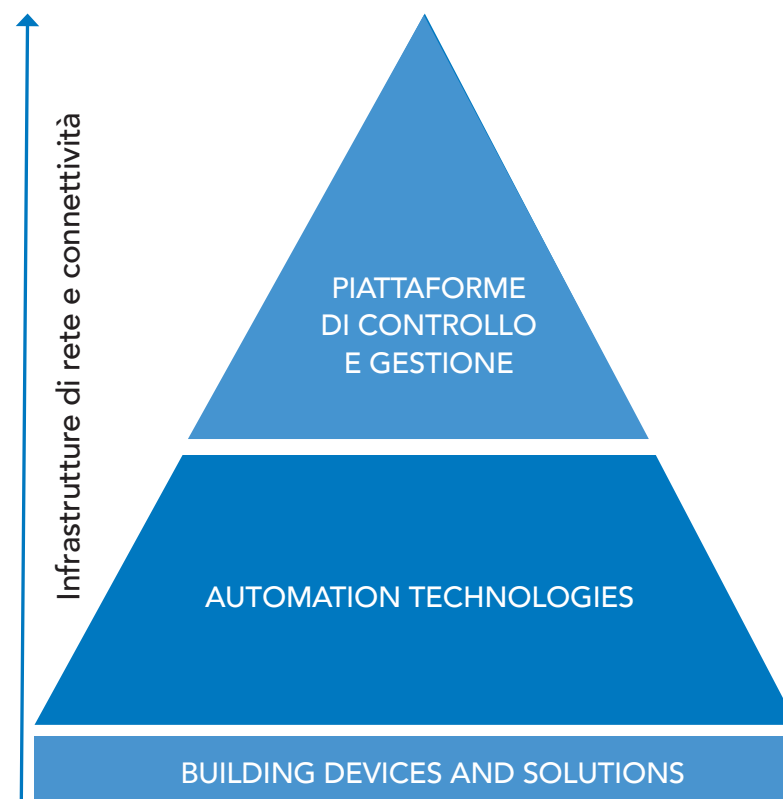 Infrastrutture di rete e connettività
PIATTAFORME
DI CONTROLLO
E GESTIONE
AUTOMATION TECHNOLOGIES
BUILDING DEVICES AND SOLUTIONS